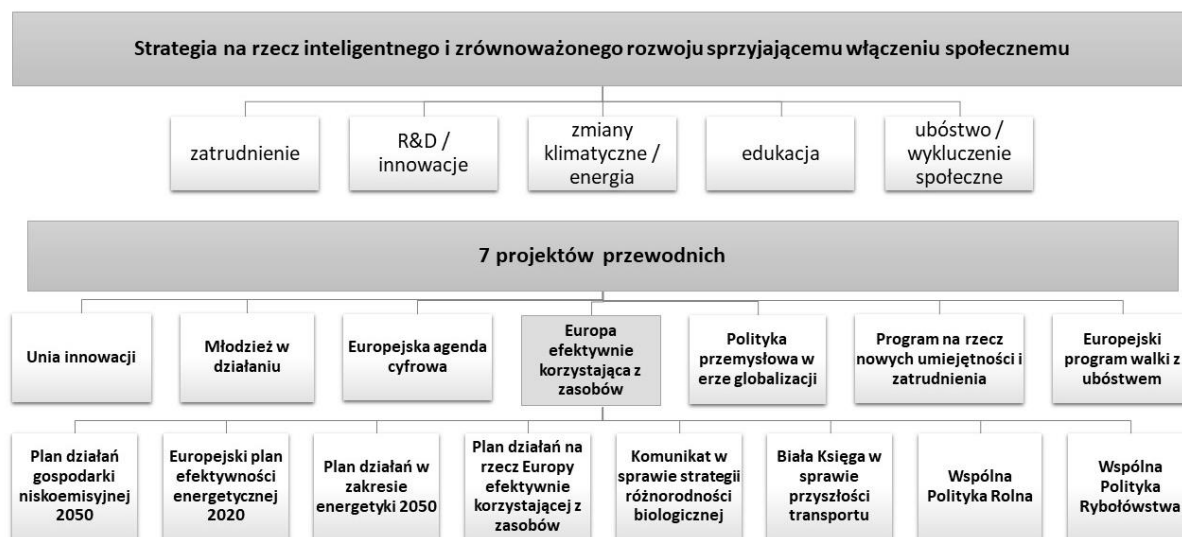 Strategia na rzecz inteligentnego i zrównoważonego rozwoju sprzyjającemu włączeniu społecznemu
zatrudnienie
R&D /
innowacje
zmiany
klimatyczne /
energia
edukacja
ubóstwo /
wykluczenie
społeczne
7 projektów przewodnich
Unia innowacji
Młodzież w
działaniu
Europejska agenda
cyfrowa
Europa
efektywnie
korzystająca z
zasobów
Polityka
przemysłowa w
erze globalizacji
Program na rzecz
nowych umiejętności i
zatrudnienia
Europejski
program walki z
ubóstwem
Plan działań
gospodarki
niskoemisyjnej
2050
Europejski plan
efektywności
energetycznej
2020
Plan działań w
zakresie
energetyki 2050
Plan działań na
rzecz Europy
efektywnie
korzystającej z
zasobów
Komunikat w
sprawie strategii
różnorodności
biologicznej
Biała Księga w
sprawie
przyszłości
transportu
Wspólna
Polityka Rolna
Wspólna
Polityka
Rybołówstwa